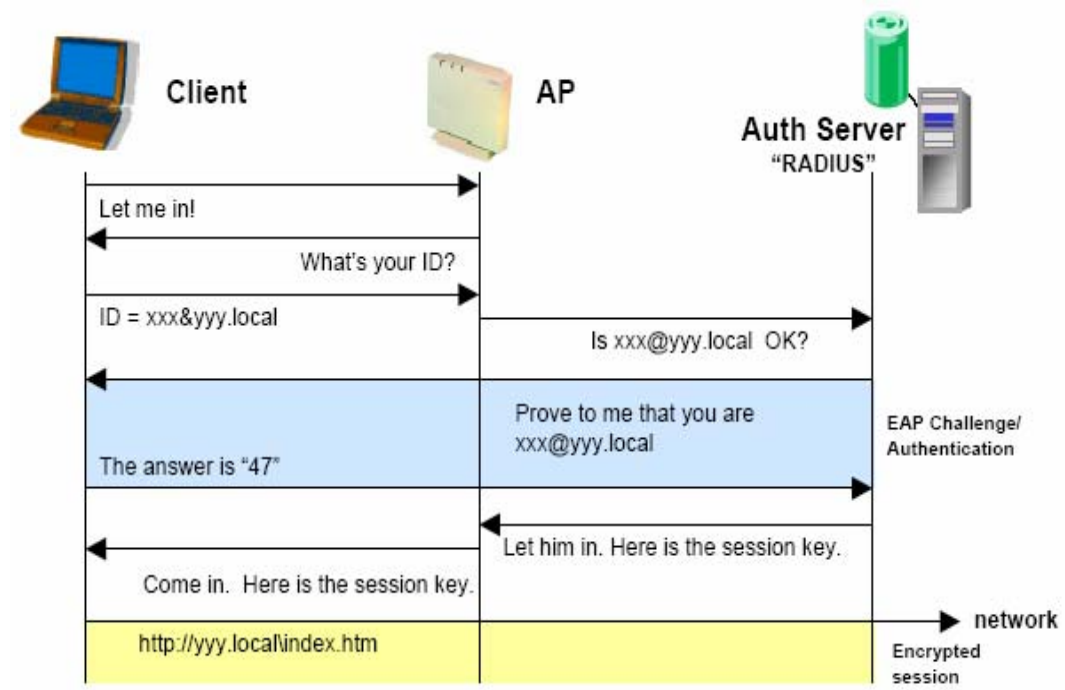 Client
AP
Auth Server
“RADIUS”
Let me in!
What's your ID?
ID = xxx&yyy.local
Is xxx@yyy.local OK?
Prove to me that you are
xxx@yyy.local
EAP Challenge/
Authentication
The answer is “47”
Let him in. Here is the session key.
Come in. Here is the session key.
network
http://yyy.local\index.htm
Encrypted
session